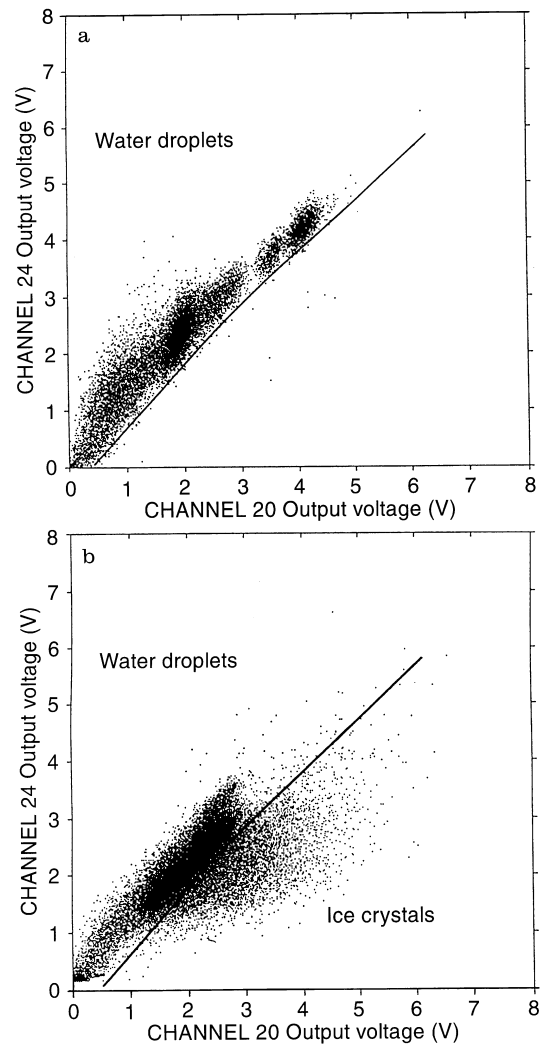 a
CHANNEL 24 Output voltage (V)
8
7
6
5
4
3
2
1
0
Water droplets
0 1 2 3 4 5 6 7 8
CHANNEL 20 Output voltage (V)
b
CHANNEL 24 Output voltage (V)
8
7
6
5
4
3
2
1
0
Water droplets
Ice crystals
0 1 2 3 4 5 6 7 8
CHANNEL 20 Output voltage (V)